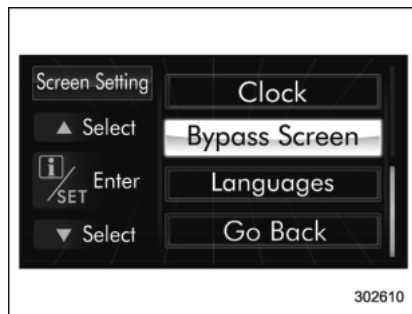 Screen Setting
▲ Select
i/SET Enter
▼ Select
Clock
Bypass Screen
Languages
Go Back
302610